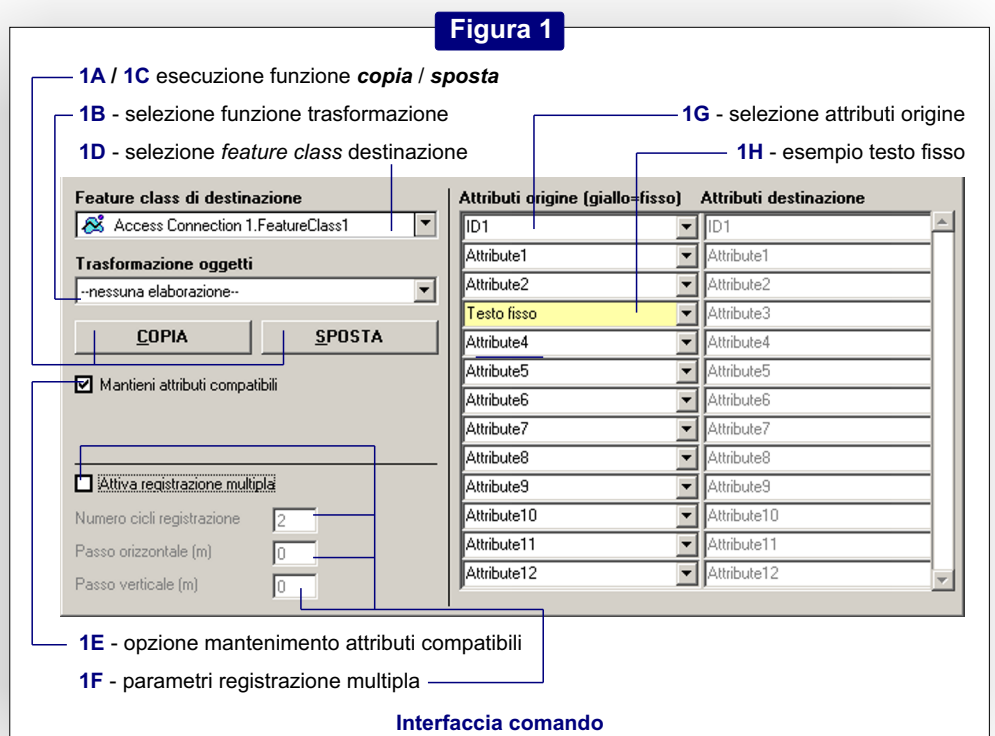 Figura 1
1A / 1C esecuzione funzione copia / sposta
1B - selezione funzione trasformazione
1G - selezione attributi origine
1D - selezione feature class destinazione
1H - esempio testo fisso
Feature class di destinazione
Access Connection 1.FeatureClass1
Trasformazione oggetti
--nessuna elaborazione--
COPIA
SPOSTA
Mantieni attributi compatibili
Attiva registrazione multipla
Numero cicli registrazione 2
Passo orizzontale (m) 0
Passo verticale (m) 0
Attributi origine (giallo=fisso) Attributi destinazione
ID1 ID1
Attribute1 Attribute1
Attribute2 Attribute2
Testo fisso Attribute3
Attribute4 Attribute4
Attribute5 Attribute5
Attribute6 Attribute6
Attribute7 Attribute7
Attribute8 Attribute8
Attribute9 Attribute9
Attribute10 Attribute10
Attribute11 Attribute11
Attribute12 Attribute12
1E - opzione mantenimento attributi compatibili
1F - parametri registrazione multipla
Interfaccia comando